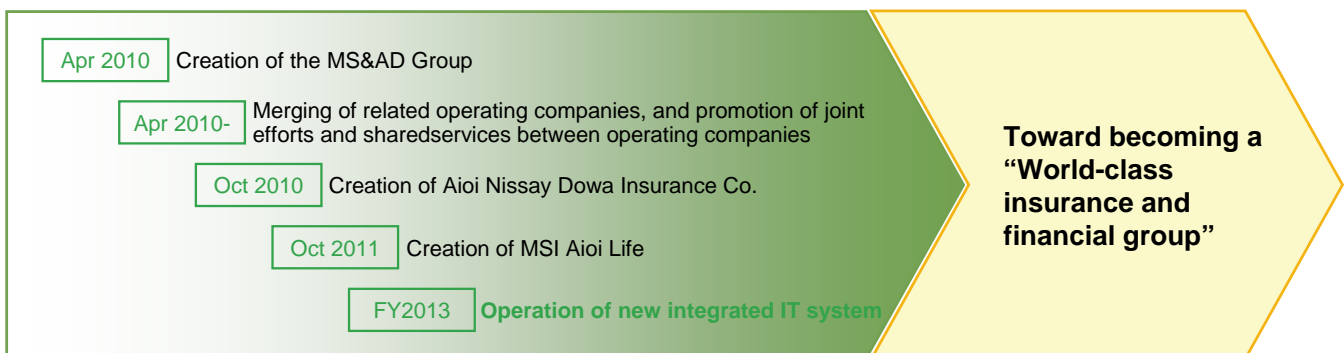 Apr 2010 Creation of the MS&AD Group
Apr 2010- Merging of related operating companies, and promotion of joint
efforts and sharedservices between operating companies
Oct 2010 Creation of Aioi Nissay Dowa Insurance Co.
Oct 2011 Creation of MSI Aioi Life
FY2013 Operation of new integrated IT system
Toward becoming a
“World-class
insurance and
financial group”